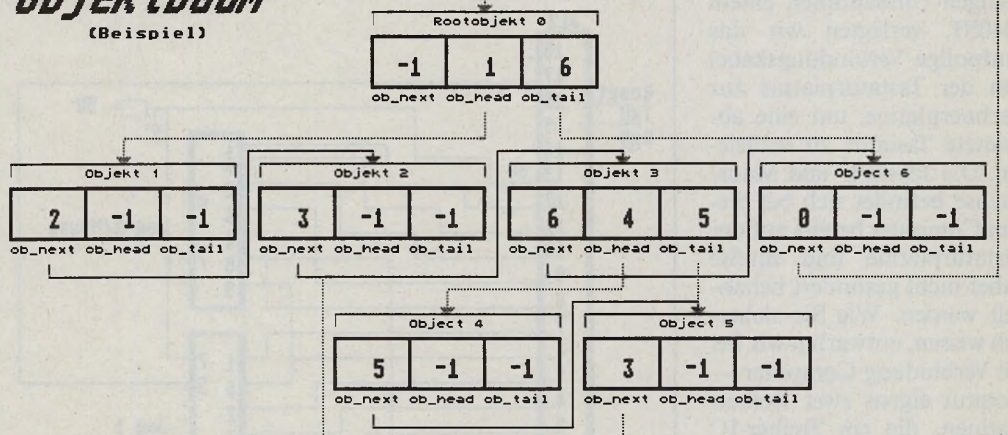 Objektbaum
(Beispiel)
Rootobjekt 0
-1 1 6
ob_next ob_head ob_tail
Objekt 1 Objekt 2 Objekt 3 Object 6
2 -1 -1 3 -1 -1 6 4 5 0 -1 -1
ob_next ob_head ob_tail ob_next ob_head ob_tail ob_next ob_head ob_tail ob_next ob_head ob_tail
Object 4 Object 5
5 -1 -1 3 -1 -1
ob_next ob_head ob_tail ob_next ob_head ob_tail